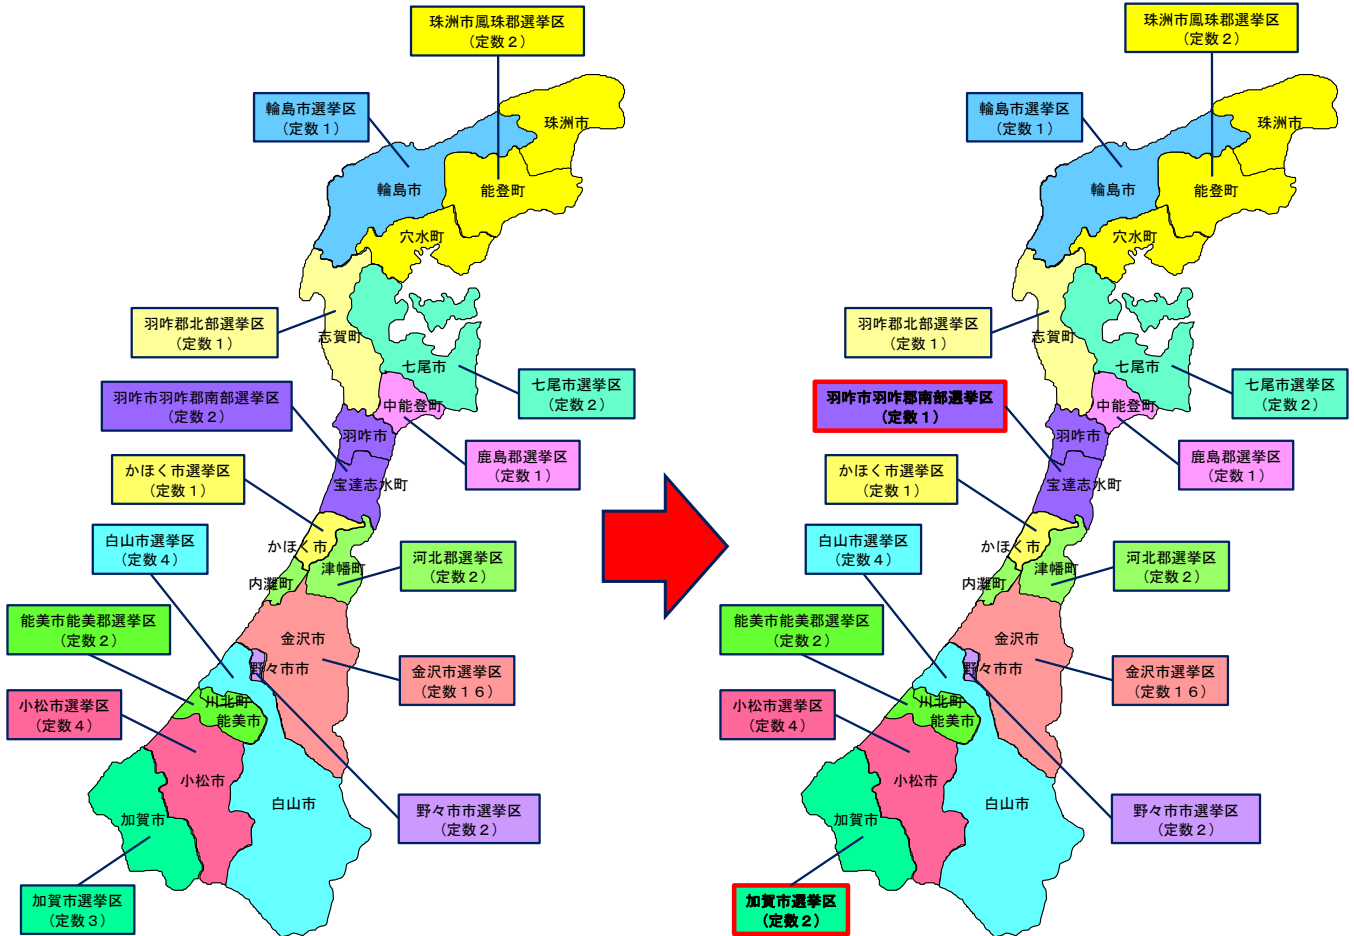 珠洲市鳳珠郡選挙区
（定数２）
輪島市選挙区
（定数１）
珠洲市
輪島市
能登町
穴水町
羽咋郡北部選挙区
（定数１）
志賀町
七尾市
七尾市選挙区
（定数２）
羽咋市羽咋郡南部選挙区
（定数２）
中能登町
羽咋市
鹿島郡選挙区
（定数１）
かほく市選挙区
（定数１）
宝達志水町
白山市選挙区
（定数４）
かほく市
津幡町
河北郡選挙区
（定数２）
内灘町
能美市能美郡選挙区
（定数２）
金沢市
野々市市
金沢市選挙区
（定数１６）
小松市選挙区
（定数４）
川北町
能美市
小松市
白山市
野々市市選挙区
（定数２）
加賀市
加賀市選挙区
（定数３）
珠洲市鳳珠郡選挙区
（定数２）
輪島市選挙区
（定数１）
珠洲市
輪島市
能登町
穴水町
羽咋郡北部選挙区
（定数１）
志賀町
七尾市
七尾市選挙区
（定数２）
羽咋市羽咋郡南部選挙区
（定数１）
中能登町
羽咋市
鹿島郡選挙区
（定数１）
かほく市選挙区
（定数１）
宝達志水町
白山市選挙区
（定数４）
かほく市
津幡町
河北郡選挙区
（定数２）
内灘町
能美市能美郡選挙区
（定数２）
金沢市
野々市市
金沢市選挙区
（定数１６）
小松市選挙区
（定数４）
川北町
能美市
小松市
白山市
野々市市選挙区
（定数２）
加賀市
加賀市選挙区
（定数２）